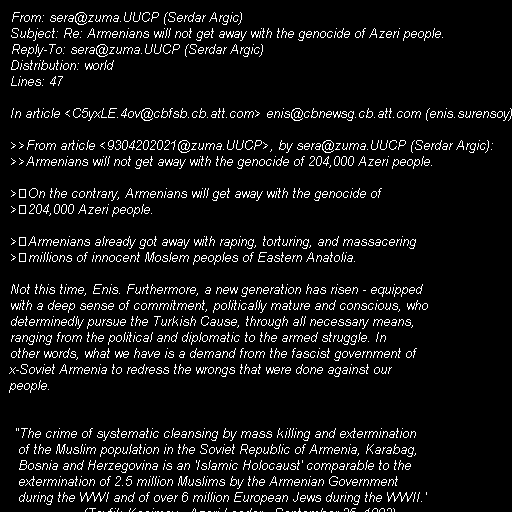 From: sera@zuma.UUCP (Serdar Argic)
Subject: Re: Armenians will not get away with the genocide of Azeri people.
Reply-To: sera@zuma.UUCP (Serdar Argic)
Distribution: world
Lines: 47

In article <C5yxLE.4ov@cbfsb.cb.att.com> enis@cbnewsg.cb.att.com (enis.surensoy)

>>From article <9304202021@zuma.UUCP>, by sera@zuma.UUCP (Serdar Argic):
>>Armenians will not get away with the genocide of 204,000 Azeri people.

>▯On the contrary, Armenians will get away with the genocide of
>▯204,000 Azeri people.

>▯Armenians already got away with raping, torturing, and massacering
>▯millions of innocent Moslem peoples of Eastern Anatolia.

Not this time, Enis. Furthermore, a new generation has risen - equipped
with a deep sense of commitment, politically mature and conscious, who
determinedly pursue the Turkish Cause, through all necessary means,
ranging from the political and diplomatic to the armed struggle. In
other words, what we have is a demand from the fascist government of
x-Soviet Armenia to redress the wrongs that were done against our
people.

"The crime of systematic cleansing by mass killing and extermination
of the Muslim population in the Soviet Republic of Armenia, Karabag,
Bosnia and Herzegovina is an 'Islamic Holocaust' comparable to the
extermination of 2.5 million Muslims by the Armenian Government
during the WWI and of over 6 million European Jews during the WWII.'